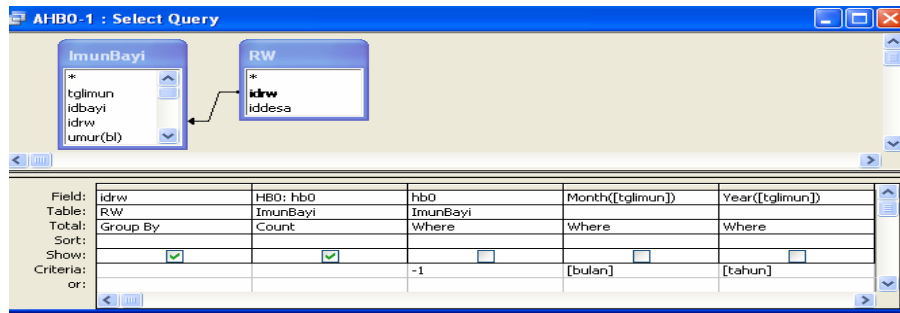 AHB0-1 : Select Query
ImunBayi
*
tglimun
idbayi
idrw
umur(bl)
RW
*
idrw
iddesa
Field: idrw HB0: hb0 hb0 Month([tglimun]) Year([tglimun])
Table: RW ImunBayi ImunBayi
Total: Group By Count Where Where Where
Sort:
Show:
Criteria: -1 [bulan] [tahun]
or: